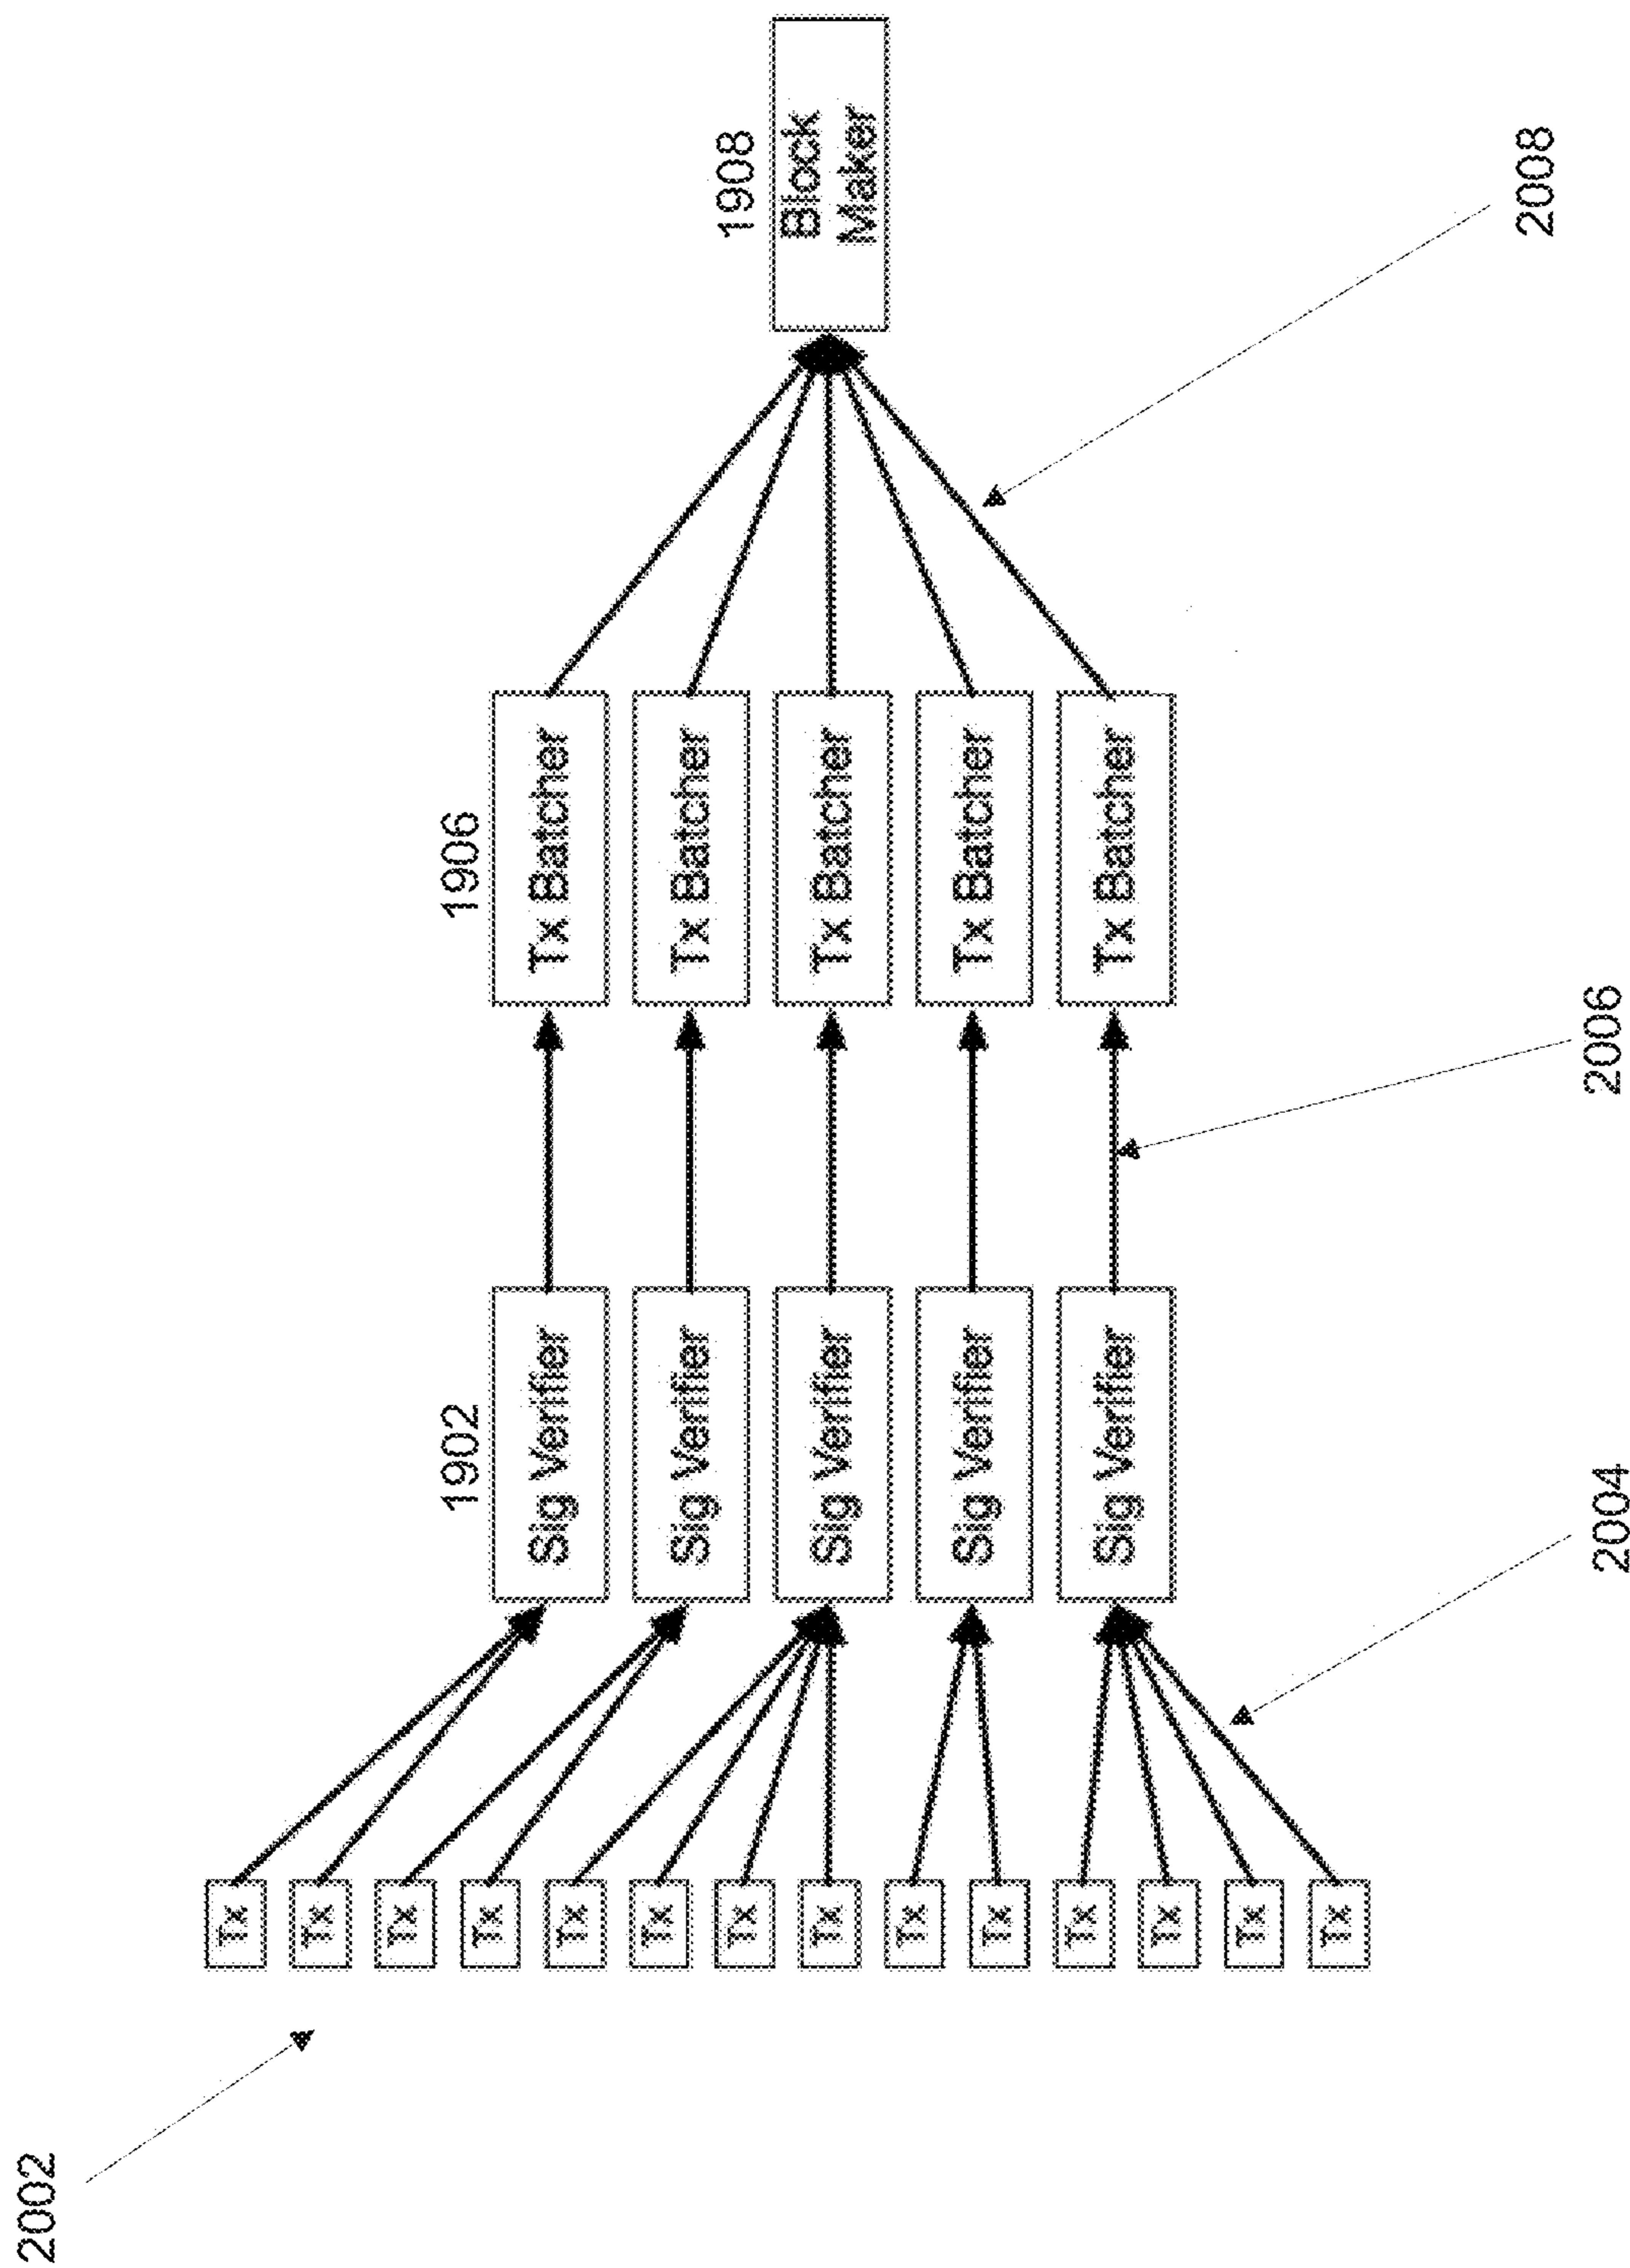 2002
Tx
Tx
Tx
Tx
Tx
Tx
Tx
Tx
Tx
Tx
Tx
Tx
Tx
Tx
1902
Sig Verifier
Sig Verifier
Sig Verifier
Sig Verifier
Sig Verifier
2004
1906
Tx Batcher
Tx Batcher
Tx Batcher
Tx Batcher
Tx Batcher
2006
1908
Block
Maker
2008